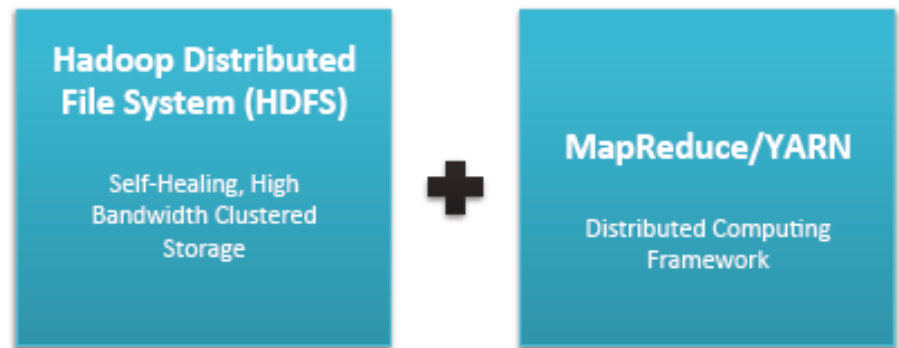 Hadoop Distributed
File System (HDFS)
Self-Healing, High
Bandwidth Clustered
Storage
MapReduce/YARN
Distributed Computing
Framework